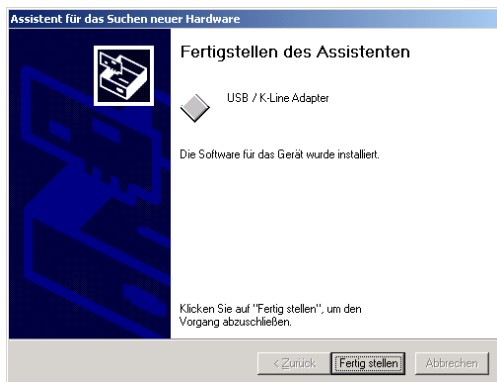 Assistent für das Suchen neuer Hardware
Fertigstellen des Assistenten
USB / K-Line Adapter
Die Software für das Gerät wurde installiert.
Klicken Sie auf "Fertig stellen", um den
Vorgang abzuschließen.
< Zurück Fertig stellen Abbrechen